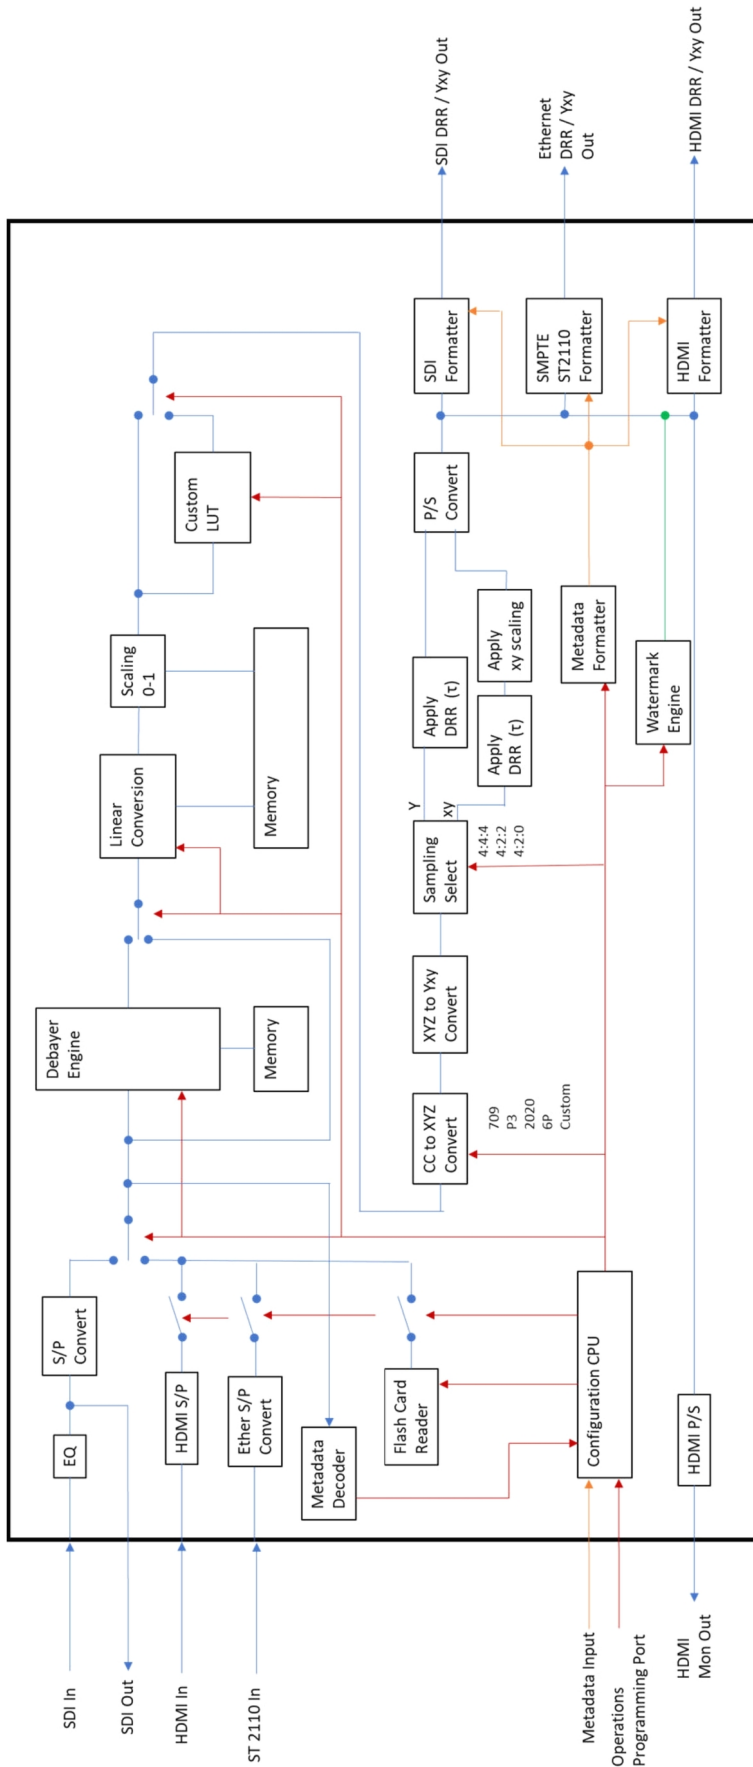 SDI In
SDI Out
HDMI In
ST 2110 In
EQ
S/P
Convert
HDMI S/P
Ether S/P
Convert
Metadata
Decoder
Flash Card
Reader
Debayer
Engine
Memory
Linear
Conversion
Scaling
0-1
Memory
Custom
LUT
CC to XYZ
Convert
709
P3
2020
6P
Custom
XYZ to Yxy
Convert
Sampling
Select
4:4:4
4:2:2
4:2:0
Y
xy
Apply
DRR (τ)
Apply
DRR (τ)
Apply
xy scaling
P/S
Convert
SDI
Formatter
SMPTE
ST2110
Formatter
HDMI
Formatter
SDI DRR / Yxy Out
Ethernet
DRR / Yxy
Out
HDMI DRR / Yxy Out
Metadata
Formatter
Watermark
Engine
Configuration CPU
HDMI P/S
Metadata Input
Operations
Programming Port
HDMI
Mon Out